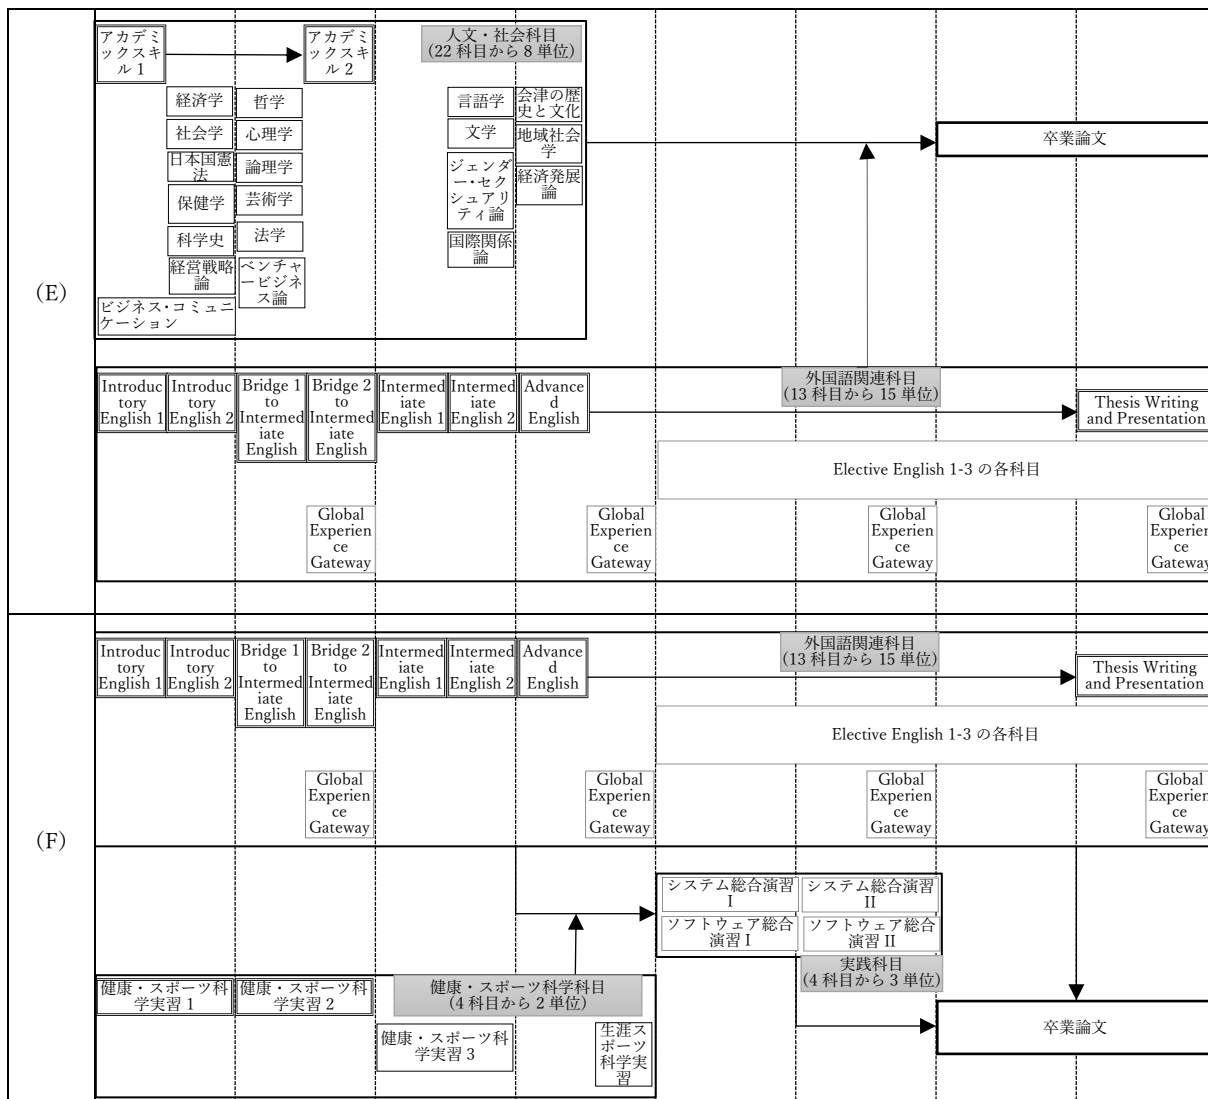 アカデミ
ックスキ
ル 1
アカデミ
ックスキ
ル 2
人文・社会科目
(22 科目から 8 単位)
経済学
哲学
言語学
会津の歴
史と文化
社会学
心理学
文学
地域社会
学
日本国憲
法
論理学
ジェンダ
ー・セク
シュアリ
ティ論
経済発展
論
保健学
芸術学
科学史
法学
国際関係
論
経営戦略
論
ベンチャ
ービジネ
ス論
ビジネス・コミュニ
ケーション
卒業論文
(E)
Introduc
tory
English 1
Introduc
tory
English 2
Bridge 1
to
Intermed
iate
English
Bridge 2
to
Intermed
iate
English
Intermed
iate
English 1
Intermed
iate
English 2
Advance
d
English
外国語関連科目
(13 科目から 15 単位)
Thesis Writing
and Presentation
Elective English 1-3 の各科目
Global
Experien
ce
Gateway
Global
Experien
ce
Gateway
Global
Experien
ce
Gateway
Global
Experien
ce
Gateway
(F)
Introduc
tory
English 1
Introduc
tory
English 2
Bridge 1
to
Intermed
iate
English
Bridge 2
to
Intermed
iate
English
Intermed
iate
English 1
Intermed
iate
English 2
Advance
d
English
外国語関連科目
(13 科目から 15 単位)
Thesis Writing
and Presentation
Elective English 1-3 の各科目
Global
Experien
ce
Gateway
Global
Experien
ce
Gateway
Global
Experien
ce
Gateway
Global
Experien
ce
Gateway
システム総合演習
I
システム総合演習
II
ソフトウェア総合
演習 I
ソフトウェア総合
演習 II
実践科目
(4 科目から 3 単位)
健康・スポーツ科
学実習 1
健康・スポーツ科
学実習 2
健康・スポーツ科学科目
(4 科目から 2 単位)
健康・スポーツ科
学実習 3
生涯ス
ポーツ
科学実
習
卒業論文